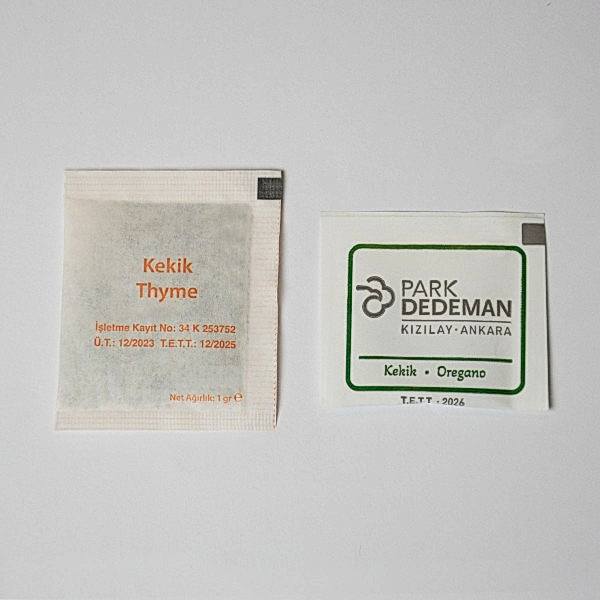 Kekik
Thyme
İşletme Kayıt No: 34 K 253752
Ü.T.: 12/2023 T.E.T.T.: 12/2025
Net Ağırlık: 1 gr ℮
PARK
DEDEMAN
KIZILAY • ANKARA
Kekik • Oregano
T.E.T.T.: 2026